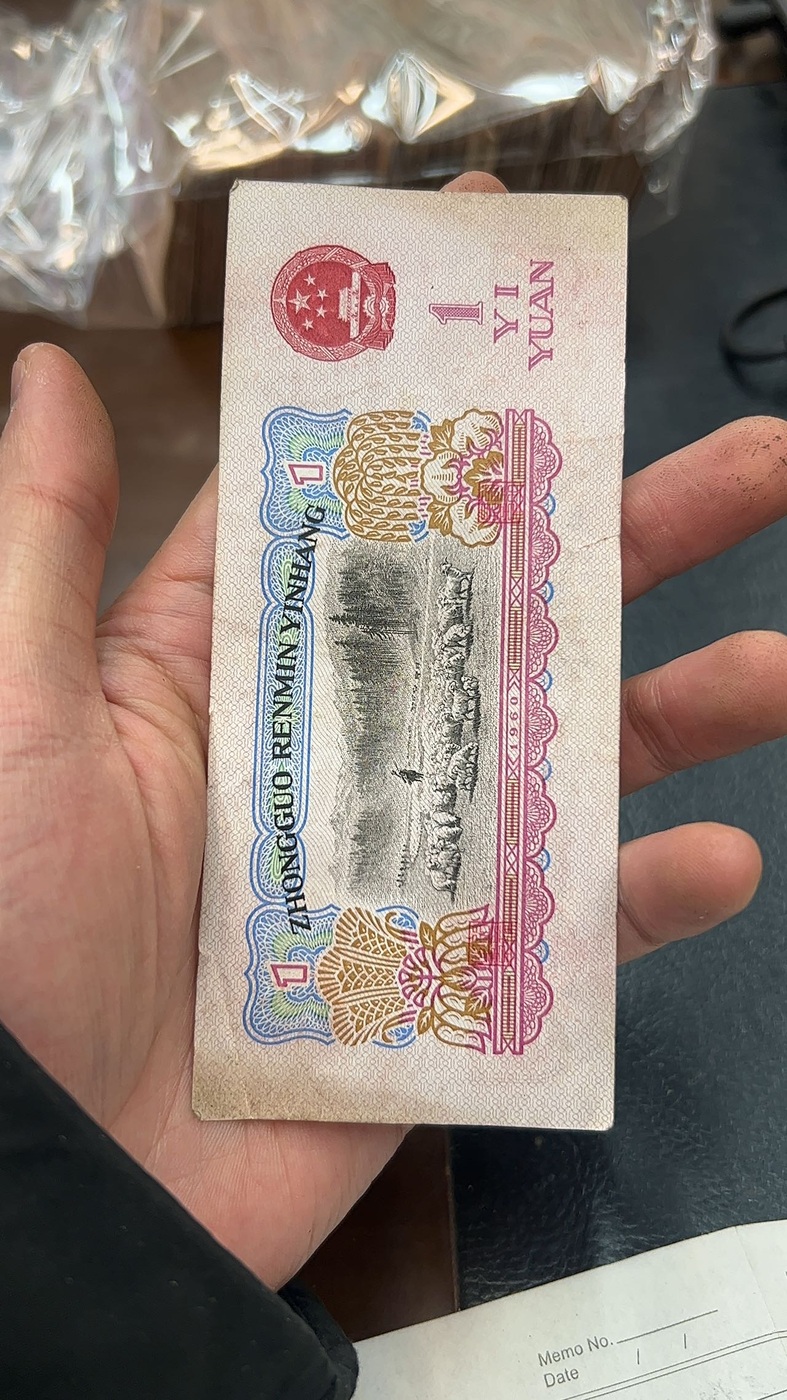 ZHONGGUO RENMIN YINHANG
1
1
1
YI
YUAN
1960
Memo No.
Date / /